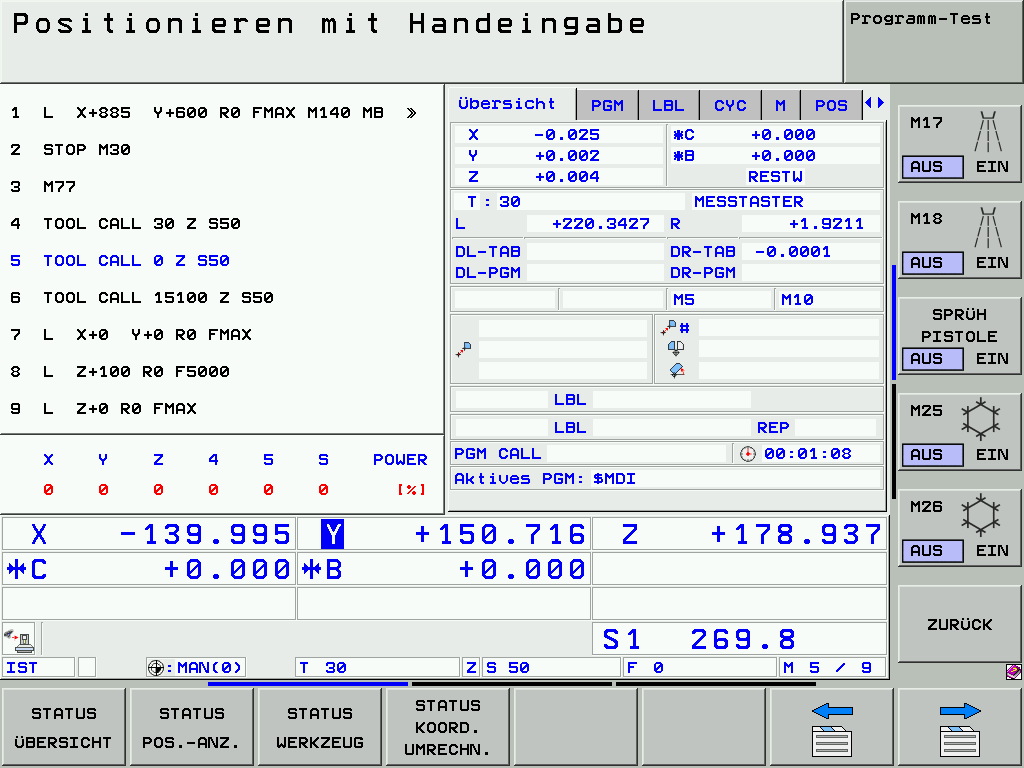 Positionieren mit Handeingabe
Programm-Test
1 L X+885 Y+600 R0 FMAX M140 MB »
2 STOP M30
3 M77
4 TOOL CALL 30 Z S50
5 TOOL CALL 0 Z S50
6 TOOL CALL 15100 Z S50
7 L X+0 Y+0 R0 FMAX
8 L Z+100 R0 F5000
9 L Z+0 R0 FMAX
X Y Z 4 5 S POWER
0 0 0 0 0 0 [%]
Übersicht PGM LBL CYC M POS
X -0.025 *C +0.000
Y +0.002 *B +0.000
Z +0.004 RESTW
T : 30 MESSTASTER
L +220.3427 R +1.9211
DL-TAB DR-TAB -0.0001
DL-PGM DR-PGM
M5 M10
#
LBL
LBL REP
PGM CALL 00:01:08
Aktives PGM: $MDI
X -139.995 Y +150.716 Z +178.937
*C +0.000 *B +0.000
S1 269.8
IST : MAN(0) T 30 Z S 50 F 0 M 5 / 9
M17
AUS EIN
M18
AUS EIN
SPRÜH
PISTOLE
AUS EIN
M25
AUS EIN
M26
AUS EIN
ZURÜCK
STATUS
ÜBERSICHT
STATUS
POS.-ANZ.
STATUS
WERKZEUG
STATUS
KOORD.
UMRECHN.